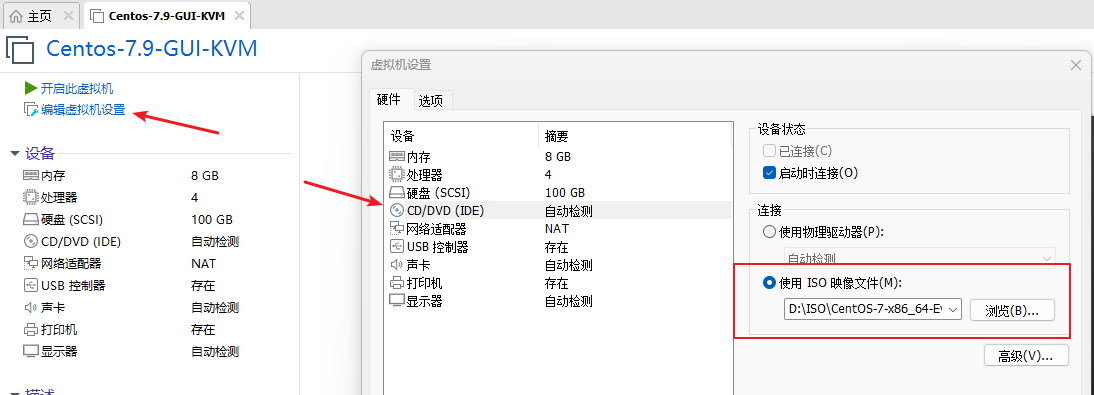 主页
Centos-7.9-GUI-KVM
Centos-7.9-GUI-KVM
开启此虚拟机
编辑虚拟机设置
设备
内存 8 GB
处理器 4
硬盘 (SCSI) 100 GB
CD/DVD (IDE) 自动检测
网络适配器 NAT
USB 控制器 存在
声卡 自动检测
打印机 存在
显示器 自动检测
描述
虚拟机设置
硬件 选项
设备 摘要
内存 8 GB
处理器 4
硬盘 (SCSI) 100 GB
CD/DVD (IDE) 自动检测
网络适配器 NAT
USB 控制器 存在
声卡 自动检测
打印机 存在
显示器 自动检测
设备状态
已连接(C)
启动时连接(O)
连接
使用物理驱动器(P):
自动检测
使用 ISO 映像文件(M):
D:\ISO\CentOS-7-x86_64-Ev 浏览(B)...
高级(V)...